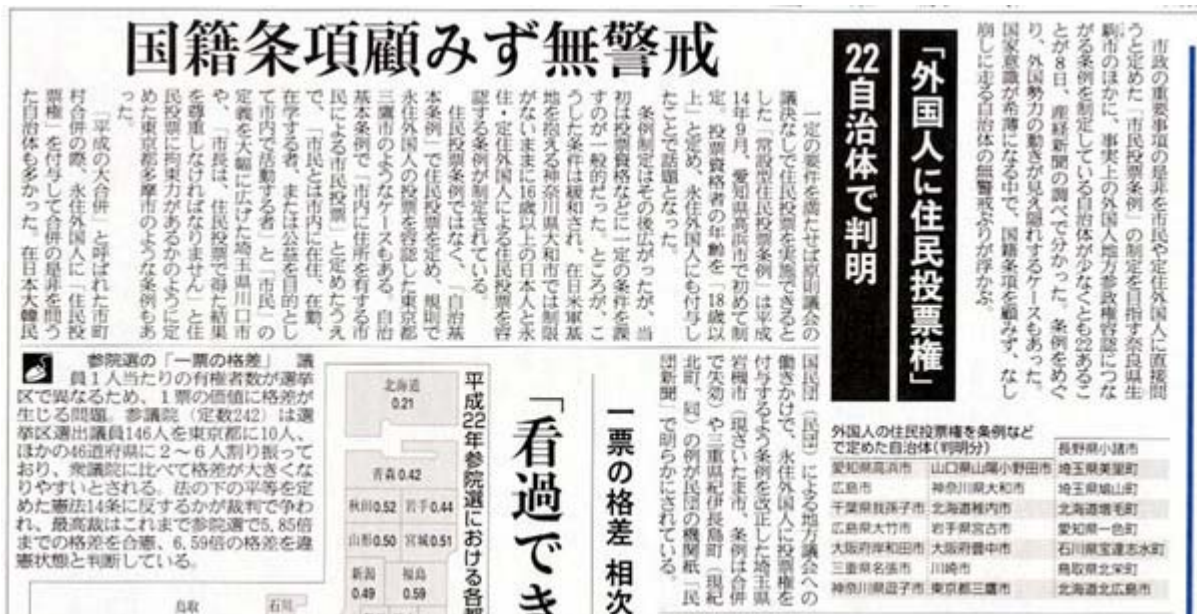 国籍条項顧みず無警戒
「外国人に住民投票権」
22自治体で判明
市政の重要事項の是非を市民や定住外国人に直接問
うと定めた「市民投票条例」の制定を目指す奈良県生
駒市のほかに、事実上の外国人地方参政権容認につな
がる条例を制定している自治体が少なくとも22あるこ
とが8日、産経新聞の調べで分かった。条例をめぐ
り、外国勢力の動きが見え隠れするケースもあった。
国家意識が希薄になる中で、国籍条項を顧みず、なし
崩しに走る自治体の無警戒ぶりが浮かぶ。
一定の要件を満たせば原則議会の
議決なしで住民投票を実施できると
した「常設型住民投票条例」は平成
14年9月、愛知県高浜市で初めて制
定。投票資格者の年齢を「18歳以
上」と定め、永住外国人にも付与し
たことで話題となった。
条例制定はその後広がったが、当
初は投票資格などに一定の条件を課
すのが一般的だった。ところが、こ
うした条件は緩和され、在日米軍基
地を抱える神奈川県大和市では制限
がないままに16歳以上の日本人と永
住・定住外国人による住民投票を容
認する条例が制定されている。
住民投票条例ではなく、「自治基
本条例」で住民投票を定め、規則で
永住外国人の投票を容認した東京都
三鷹市のようなケースもある。自治
基本条例で「市内に住所を有する市
民による市民投票」と定めたうえ
で、「市民とは市内に在住、在勤、
在学する者、または公益を目的とし
て市内で活動する者」と「市民」の
定義を大幅に広げた埼玉県川口市
や、「市長は、住民投票で得た結果
を尊重しなければなりません」と住
民投票に拘束力があるかのように定
めた東京都多摩市のような条例もあ
った。
「平成の大合併」と呼ばれた市町
村合併の際、永住外国人に「住民投
票権」を付与して合併の是非を問う
た自治体も多かった。在日本大韓民
国民団（民団）による地方議会への
働きかけで、永住外国人に投票権を
付与するよう条例を改正した埼玉県
岩槻市（現さいたま市、条例は合併
で失効）や三重県紀伊長島町（現紀
北町、同）の例が民団の機関紙「民
団新聞」で明らかにされている。
外国人の住民投票権を条例など
で定めた自治体（判明分）
長野県小諸市
愛知県高浜市 山口県山陽小野田市 埼玉県美里町
広島市 神奈川県大和市 埼玉県鳩山町
千葉県我孫子市 北海道稚内市 北海道増毛町
広島県大竹市 岩手県宮古市 愛知県一色町
大阪府岸和田市 大阪府豊中市 石川県宝達志水町
三重県名張市 川崎市 鳥取県北栄町
神奈川県逗子市 東京都三鷹市 北海道北広島市
一票の格差 相次
「看過でき
平成22年参院選における各都
北海道
0.21
青森0.42
秋田0.52 岩手0.44
山形0.50 宮城0.51
新潟
0.49
福島
0.59
鳥取
石川
参院選の「一票の格差」 議
員1人当たりの有権者数が選挙
区で異なるため、1票の価値に格差が
生じる問題。参議院（定数242）は選
挙区選出議員146人を東京都に10人、
ほかの46道府県に2～6人割り振って
おり、衆議院に比べて格差が大きくな
りやすいとされる。法の下の平等を定
めた憲法14条に反するかが裁判で争わ
れ、最高裁はこれまで参院選で5.85倍
までの格差を合憲、6.59倍の格差を違
憲状態と判断している。